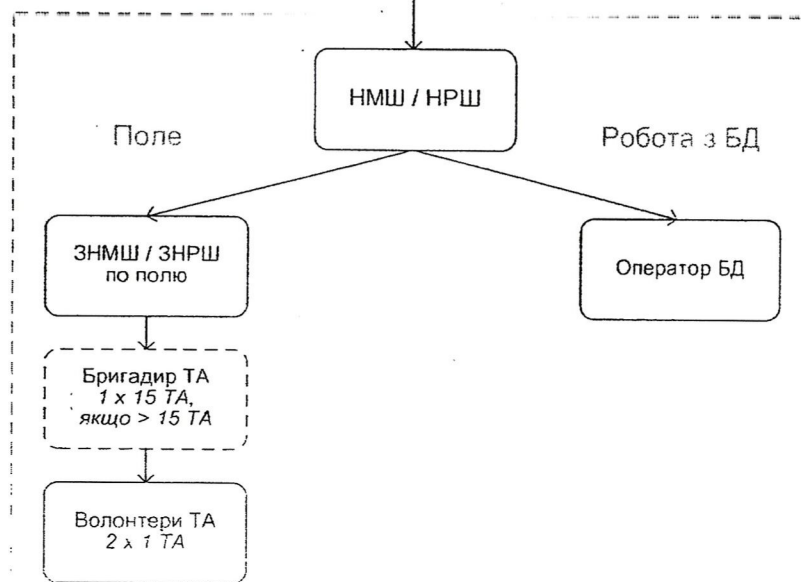 НМШ / НРШ
Поле
Робота з БД
ЗНМШ / ЗНРШ
по полю
Оператор БД
Бригадир ТА
1 x 15 ТА,
якщо > 15 ТА
Волонтери ТА
2 x 1 ТА